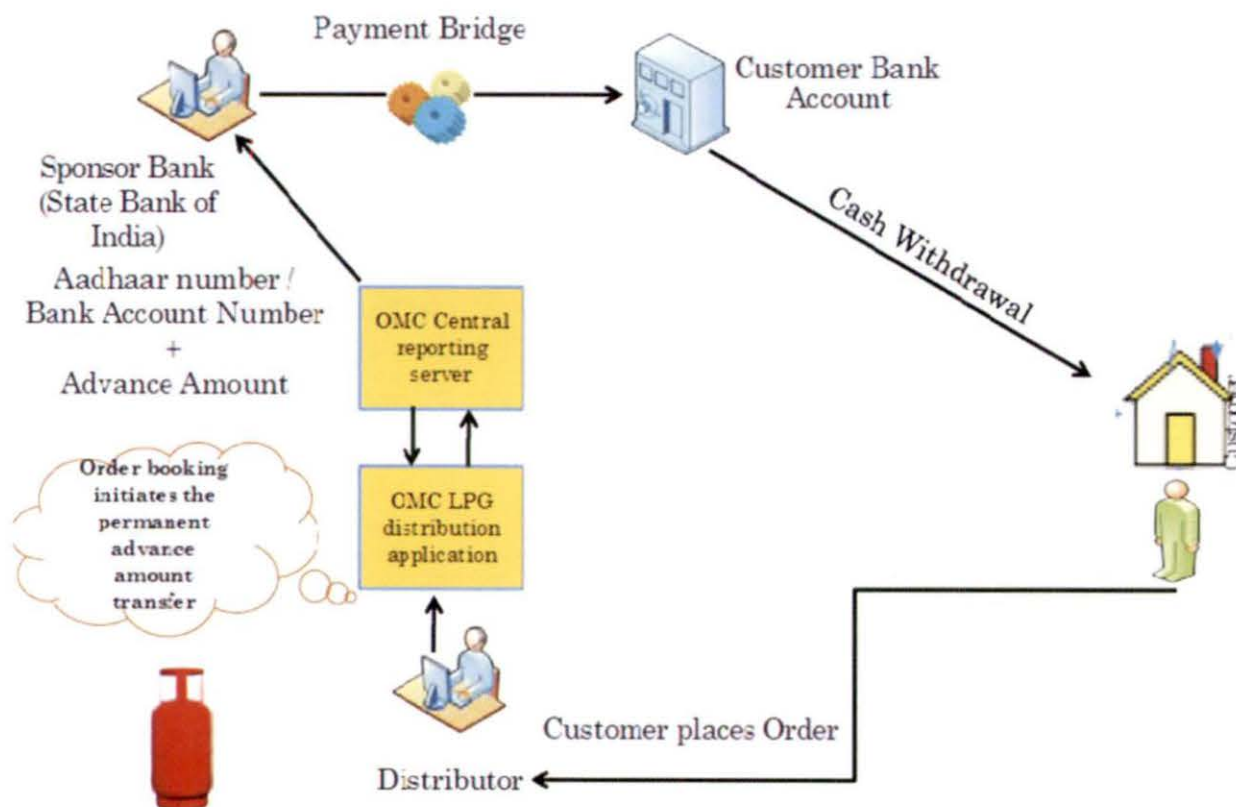 Payment Bridge
Customer Bank
Account
Sponsor Bank
(State Bank of
India)
Aadhaar number /
Bank Account Number
+
Advance Amount
Cash Withdrawal
OMC Central
reporting
server
Order booking
initiates the
permanent
advance
amount
transfer
OMC LPG
distribution
application
Customer places Order
Distributor